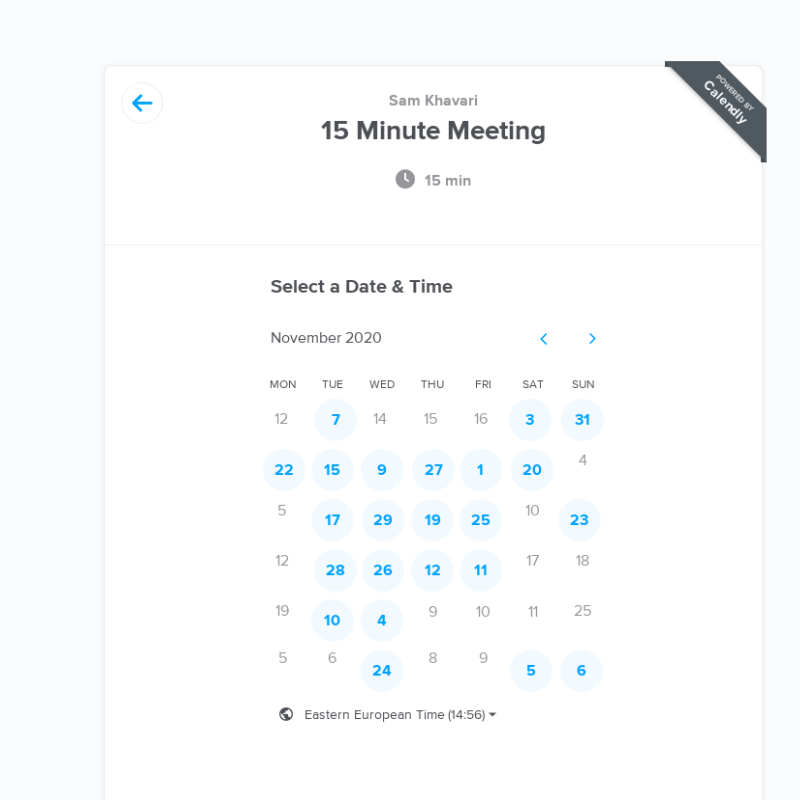 POWERED BY
Calendly
Sam Khavari
15 Minute Meeting
15 min
Select a Date & Time
November 2020
MON TUE WED THU FRI SAT SUN
12 7 14 15 16 3 31
22 15 9 27 1 20 4
5 17 29 19 25 10 23
12 28 26 12 11 17 18
19 10 4 9 10 11 25
5 6 24 8 9 5 6
Eastern European Time (14:56)